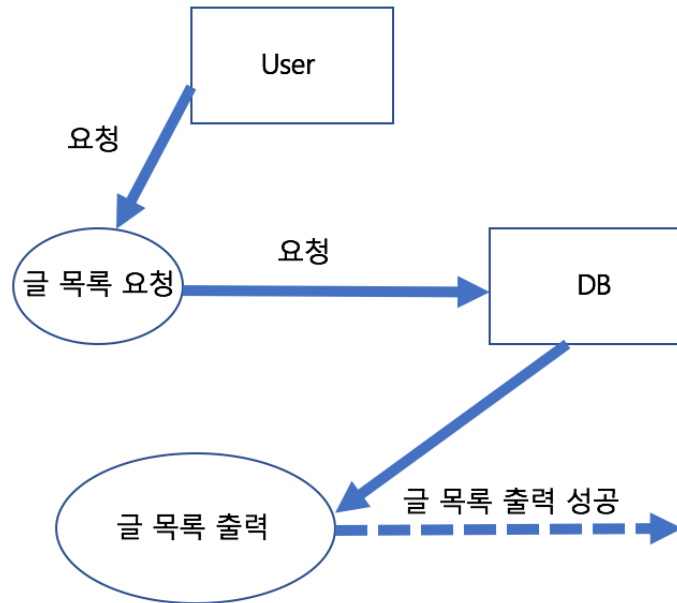 User
요청
글 목록 요청
요청
DB
글 목록 출력
글 목록 출력 성공